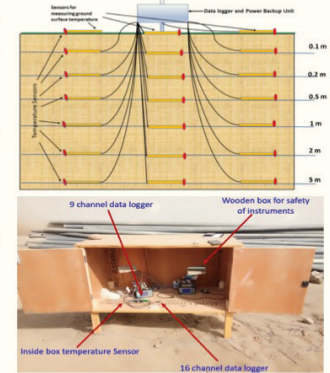 Sensors for
measuring ground
surface temperature
Data logger and Power Backup Unit
0.1 m
0.2 m
0.5 m
1 m
2 m
5 m
Temperature Sensors
9 channel data logger
Wooden box for safety
of instruments
Inside box temperature Sensor
16 channel data logger